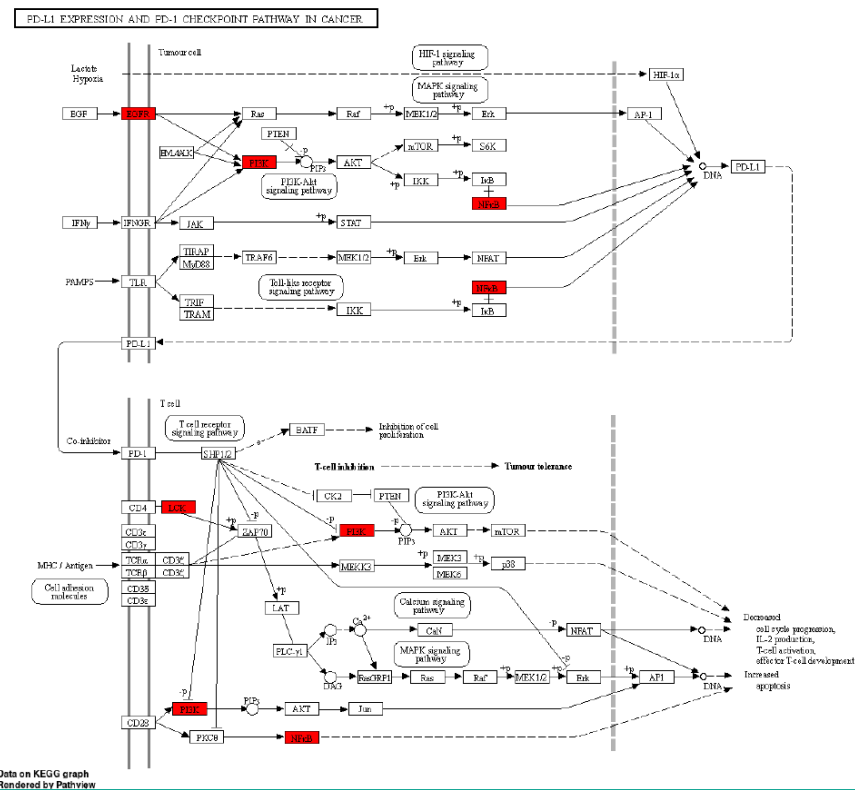 PD-L1 EXPRESSION AND PD-1 CHECKPOINT PATHWAY IN CANCER
Tumour cell
HIF-1 signaling
pathway
Lactate
Hypoxia
HIF-1α
MAPK signaling
pathway
EGF
EGFR
Ras
Raf
+p
MEK1/2
+p
Erk
AP-1
PTEN
EML4ALK
PI3K
-p
PIP3
AKT
mTOR
S6K
DNA
PD-L1
PI3K-Akt
signaling pathway
+p
IKK
+p
IκB
NFκB
IFNγ
IFNGR
JAK
+p
STAT
TIRAP
MyD88
TRAF6
MEK1/2
+p
Erk
NFAT
PAMPS
TLR
Toll-like receptor
signaling pathway
NFκB
TRIF
TRAM
IKK
+p
IκB
PD-L1
T cell
T cell receptor
signaling pathway
BATF
Inhibition of cell
proliferation
Co-inhibitor
PD-1
SHP1/2
T-cell inhibition
Tumour tolerance
CK2
PTEN
PI3K-Akt
signaling pathway
CD4
LCK
+p
-p
ZAP70
-p
PI3K
-p
PIP3
AKT
mTOR
CD3ε
CD3γ
MHC / Antigen
TCRα
CD3ζ
TCRβ
CD3ζ
MEKK3
+p
MEK3
MEK6
+p
p38
Cell adhesion
molecules
CD3δ
CD3ε
+p
LAT
Calcium signaling
pathway
PLC-γ1
IP3
Ca2+
CaN
-p
NFAT
DNA
Decreased
cell cycle progression,
IL-2 production,
T-cell activation,
effector T-cell development
MAPK signaling
pathway
DAG
RasGRP1
Ras
Raf
+p
MEK1/2
+p
-p
Erk
+p
AP1
DNA
Increased
apoptosis
-p
PI3K
PIP3
AKT
Jun
CD28
PKCθ
NFκB
Data on KEGG graph
Rendered by Pathview